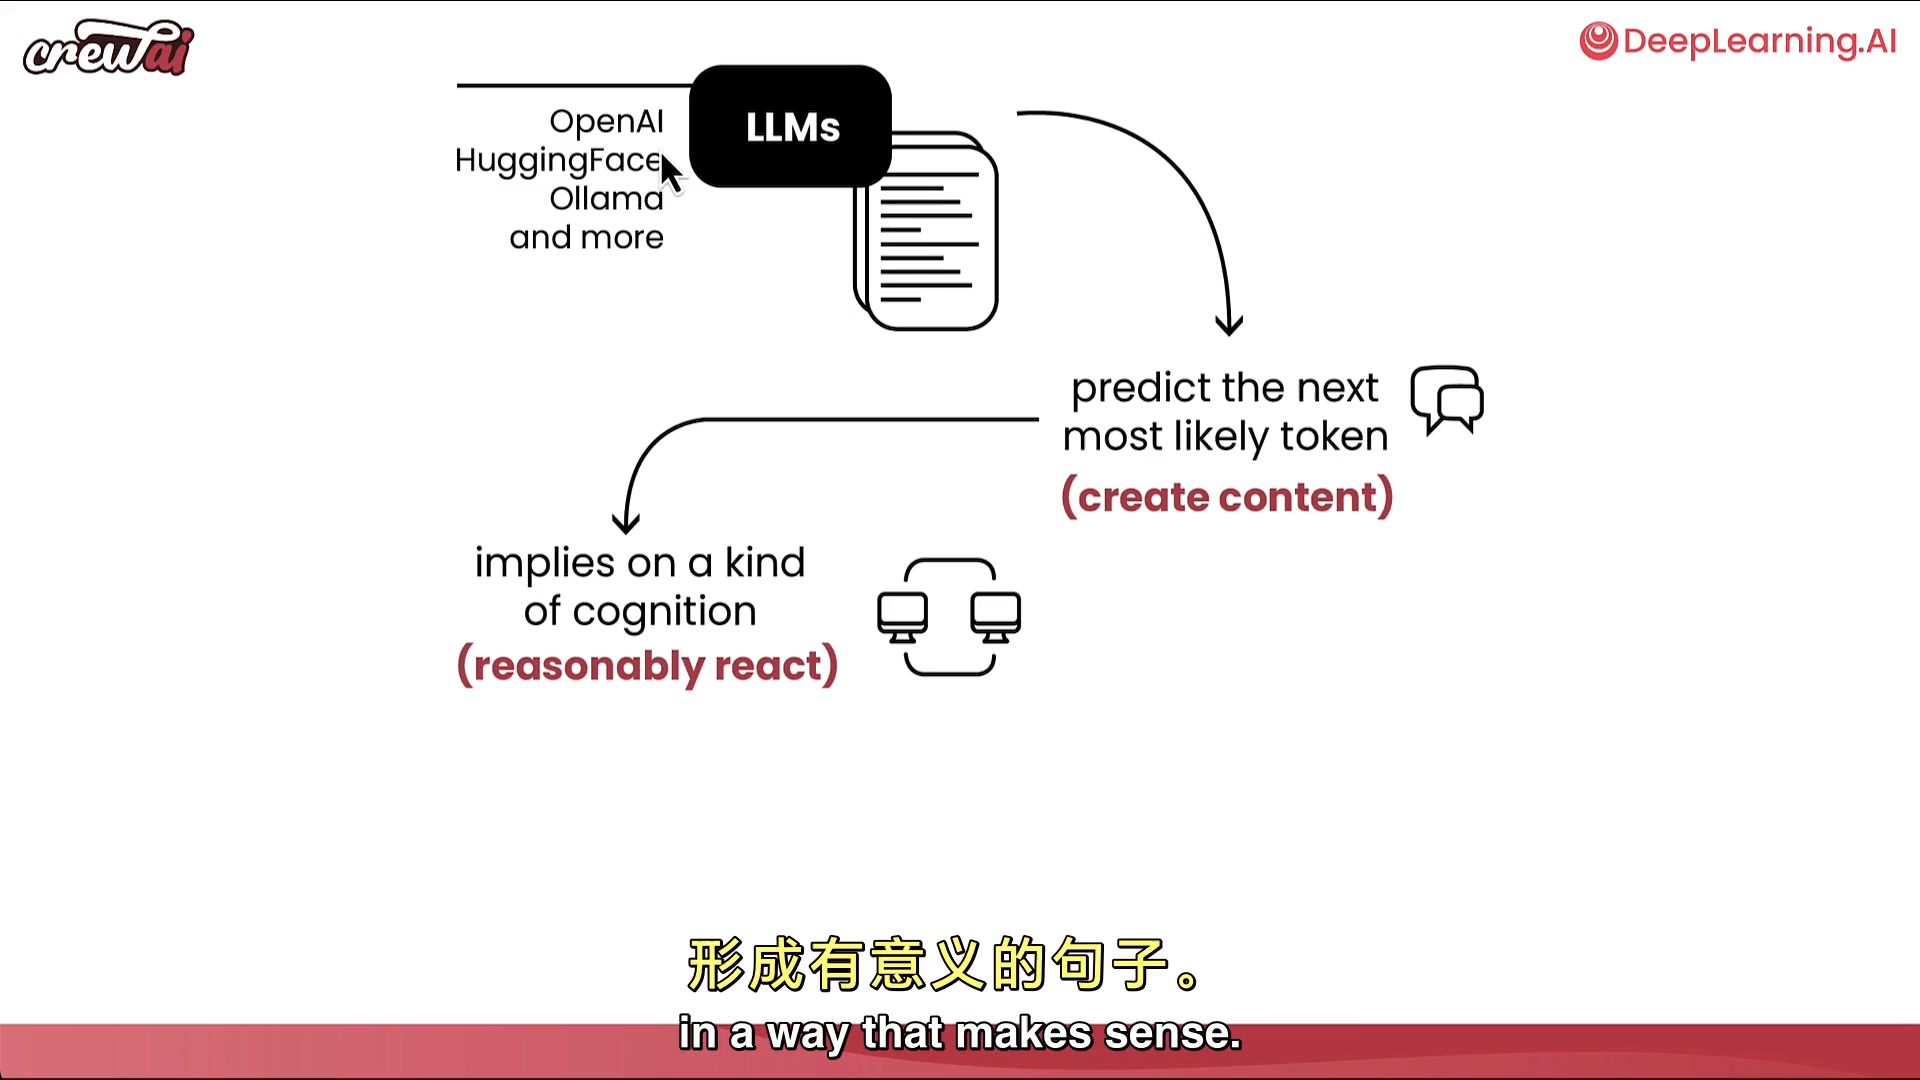 crewai
DeepLearning.AI
LLMs
OpenAI
HuggingFace
Ollama
and more
predict the next
most likely token
(create content)
implies on a kind
of cognition
(reasonably react)
形成有意义的句子。
in a way that makes sense.